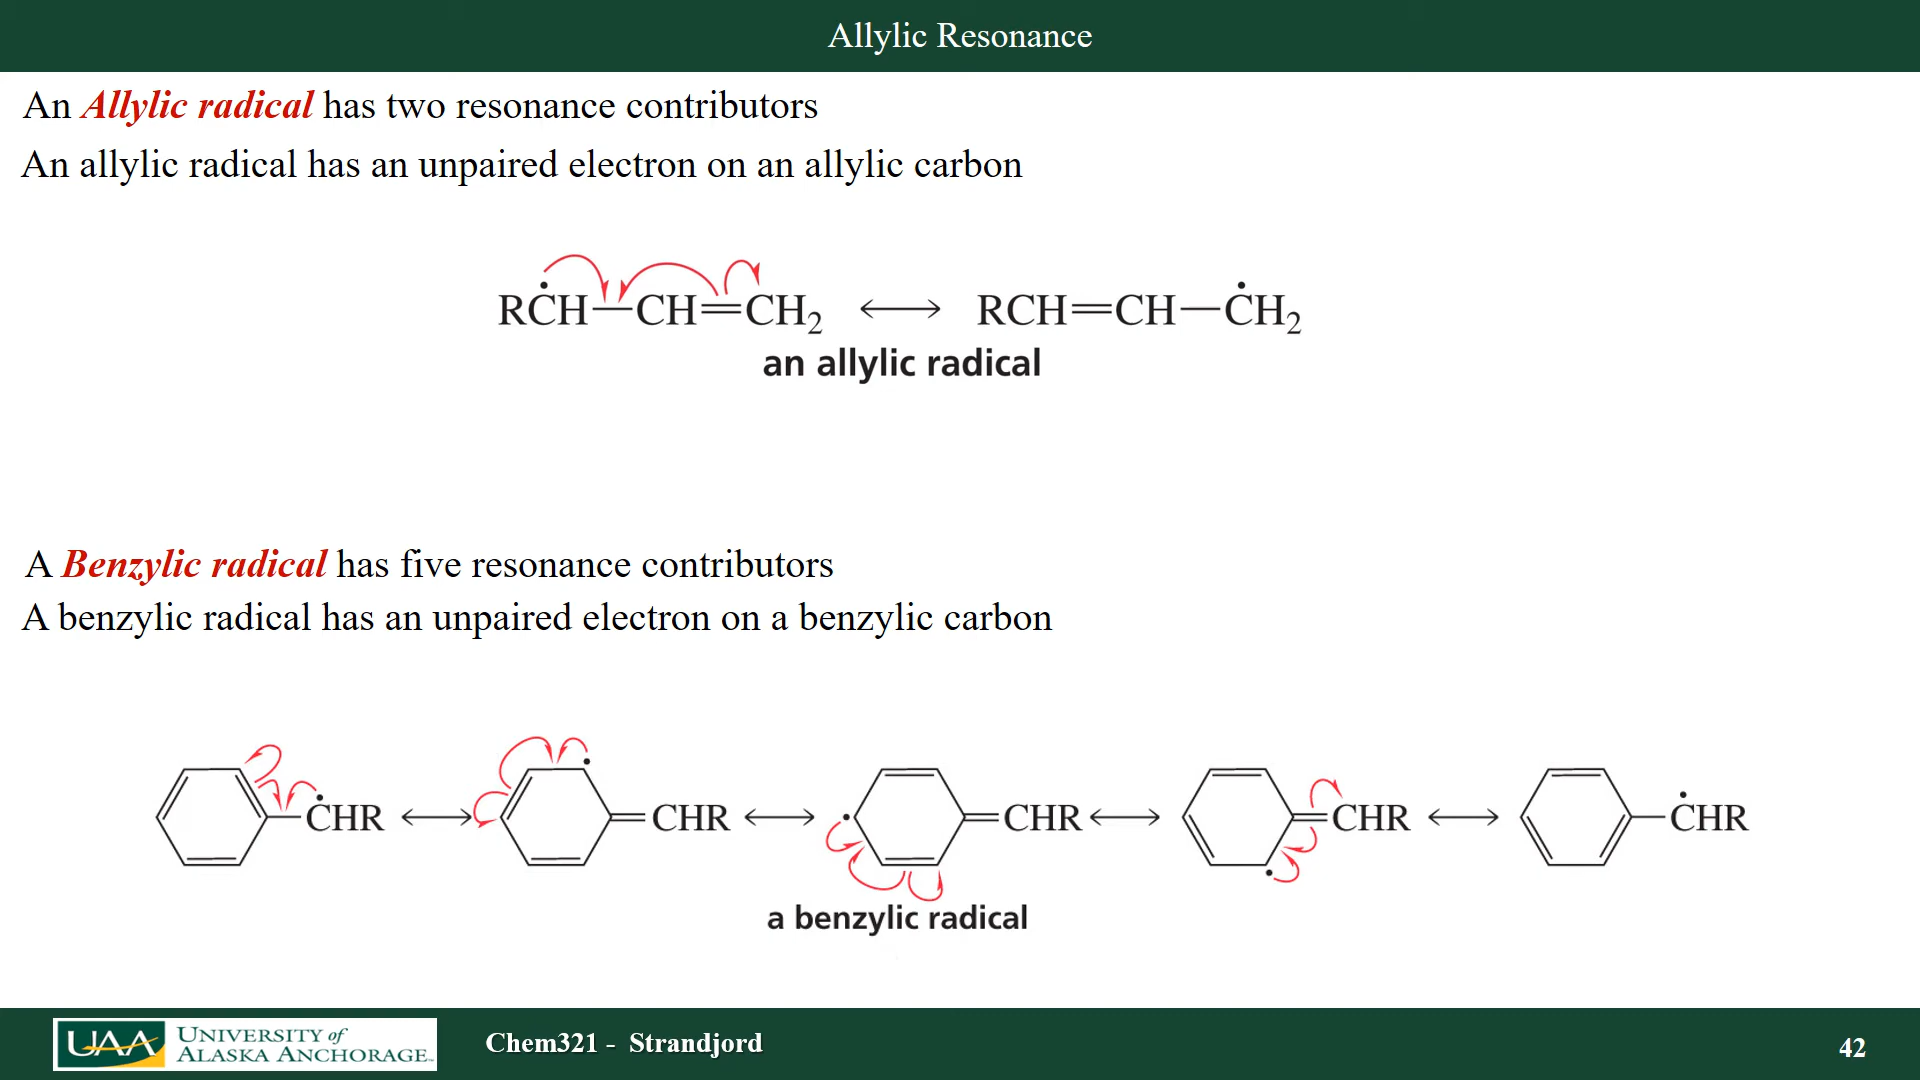 Allylic Resonance
An Allylic radical has two resonance contributors
An allylic radical has an unpaired electron on an allylic carbon
RĊH—CH=CH₂ ⟷ RCH=CH—ĊH₂
an allylic radical
A Benzylic radical has five resonance contributors
A benzylic radical has an unpaired electron on a benzylic carbon
ĊHR ⟷ CHR ⟷ CHR ⟷ CHR ⟷ ĊHR
a benzylic radical
UAA UNIVERSITY of
ALASKA ANCHORAGE
Chem321 - Strandjord
42